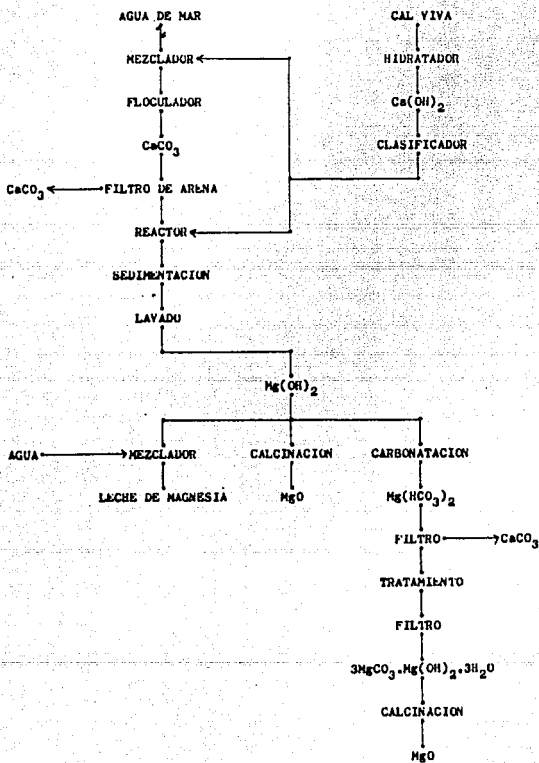 AGUA DE MAR CAL VIVA
MEZCLADOR HIDRATADOR
FLOCULADOR Ca(OH)2
CaCO3 CLASIFICADOR
CaCO3 FILTRO DE ARENA
REACTOR
SEDIMENTACION
LAVADO
Mg(OH)2
AGUA MEZCLADOR CALCINACION CARBONATACION
LECHE DE MAGNESIA MgO Mg(HCO3)2
FILTRO CaCO3
TRATAMIENTO
FILTRO
3MgCO3.Mg(OH)2.3H2O
CALCINACION
MgO